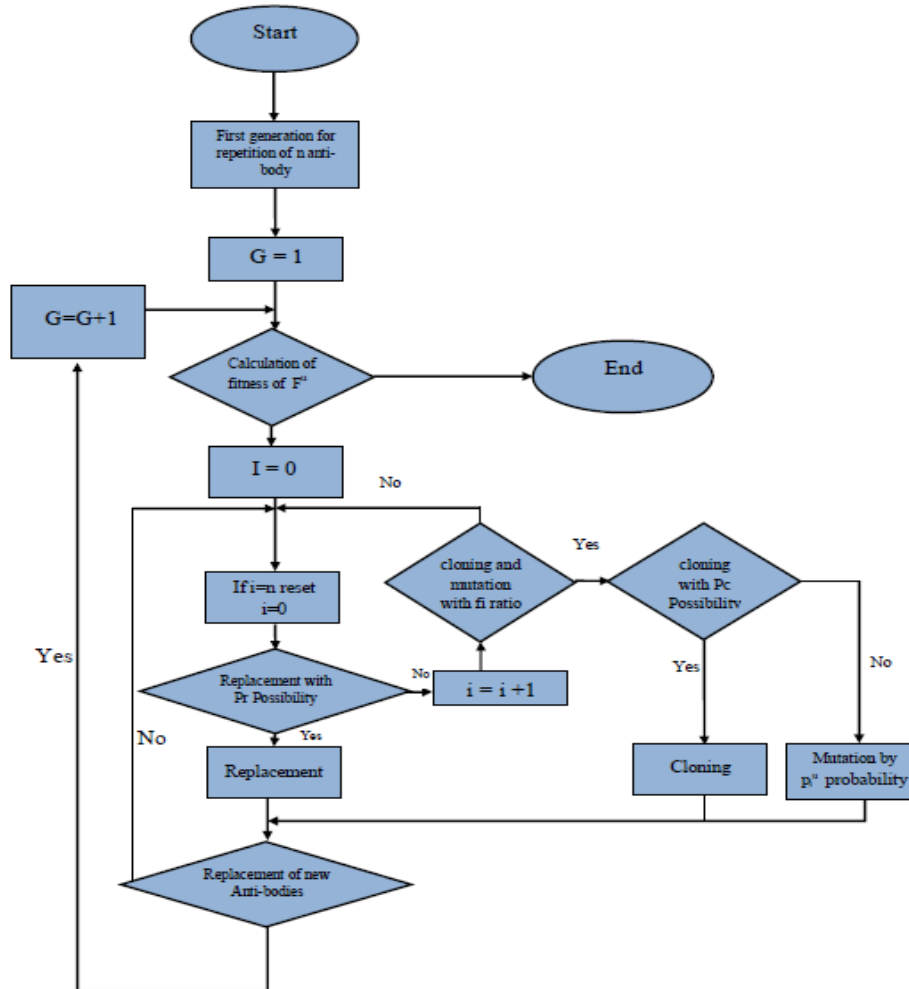 Start
First generation for
repetition of n anti-
body
G = 1
G=G+1
Calculation of
fitness of Fᵘ
End
I = 0
No
If i=n reset
i=0
cloning and
mutation
with fi ratio
Yes
cloning
with Pc
Possibility
Yes
Replacement with
Pr Possibility
No
i = i +1
Yes
No
No
Yes
Replacement
Cloning
Mutation by
pᵢᵘ probability
Replacement of new
Anti-bodies